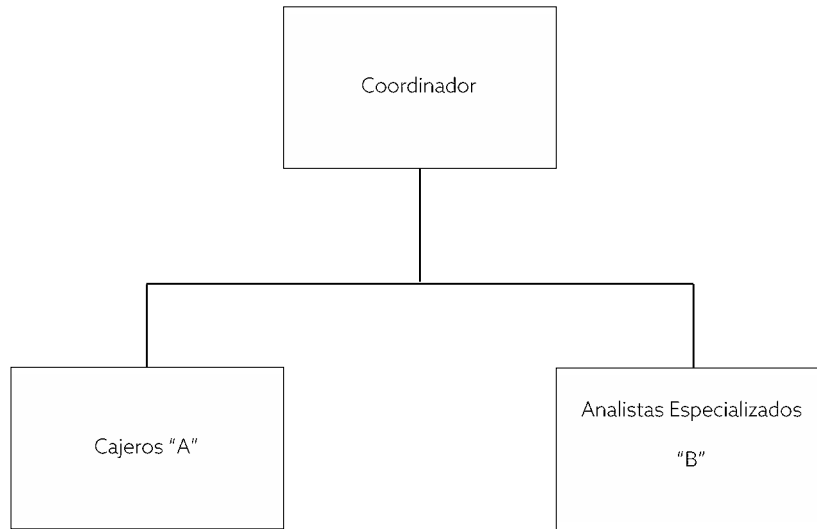 Coordinador
Cajeros “A”
Analistas Especializados
“B”